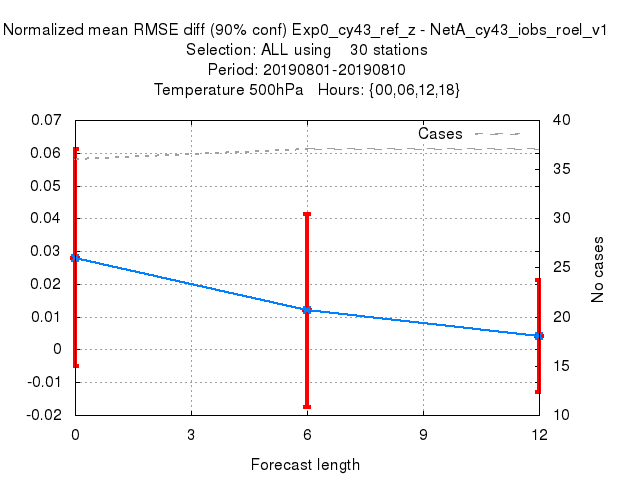 Normalized mean RMSE diff (90% conf) Exp0_cy43_ref_z - NetA_cy43_iobs_roel_v1
Selection: ALL using    30 stations
Period: 20190801-20190810
Temperature 500hPa   Hours: {00,06,12,18}
Cases
0.07
0.06
0.05
0.04
0.03
0.02
0.01
0
-0.01
-0.02
40
35
30
25
20
15
10
No cases
0 3 6 9 12
Forecast length